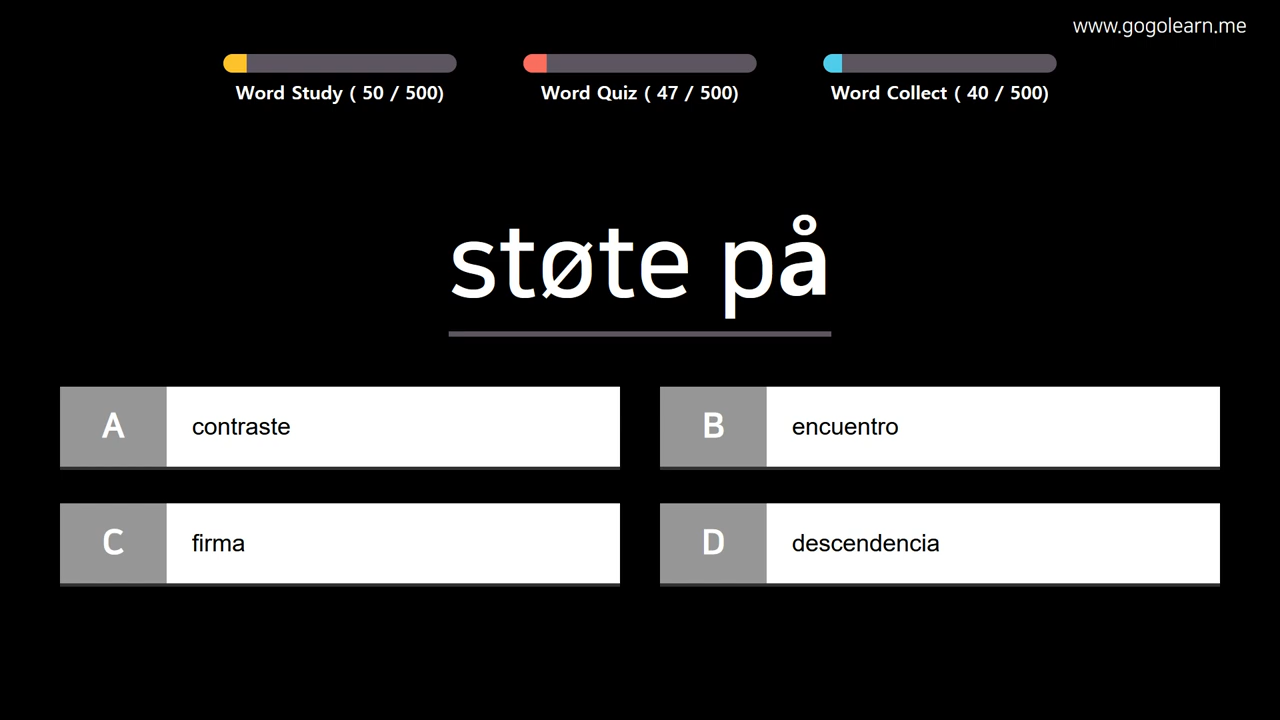 www.gogolearn.me
Word Study ( 50 / 500)
Word Quiz ( 47 / 500)
Word Collect ( 40 / 500)
støte på
A
contraste
B
encuentro
C
firma
D
descendencia